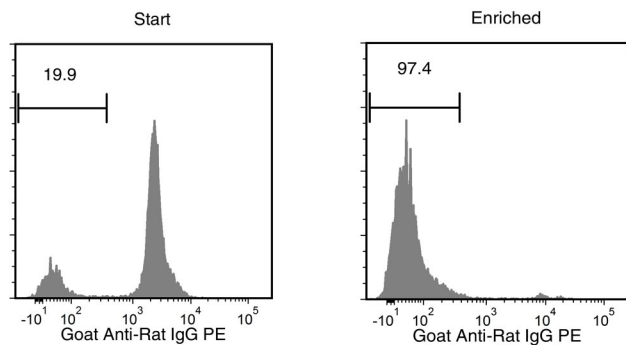 Start
Enriched
19.9
97.4
-10¹ 10² 10³ 10⁴ 10⁵
-10¹ 10² 10³ 10⁴ 10⁵
Goat Anti-Rat IgG PE
Goat Anti-Rat IgG PE